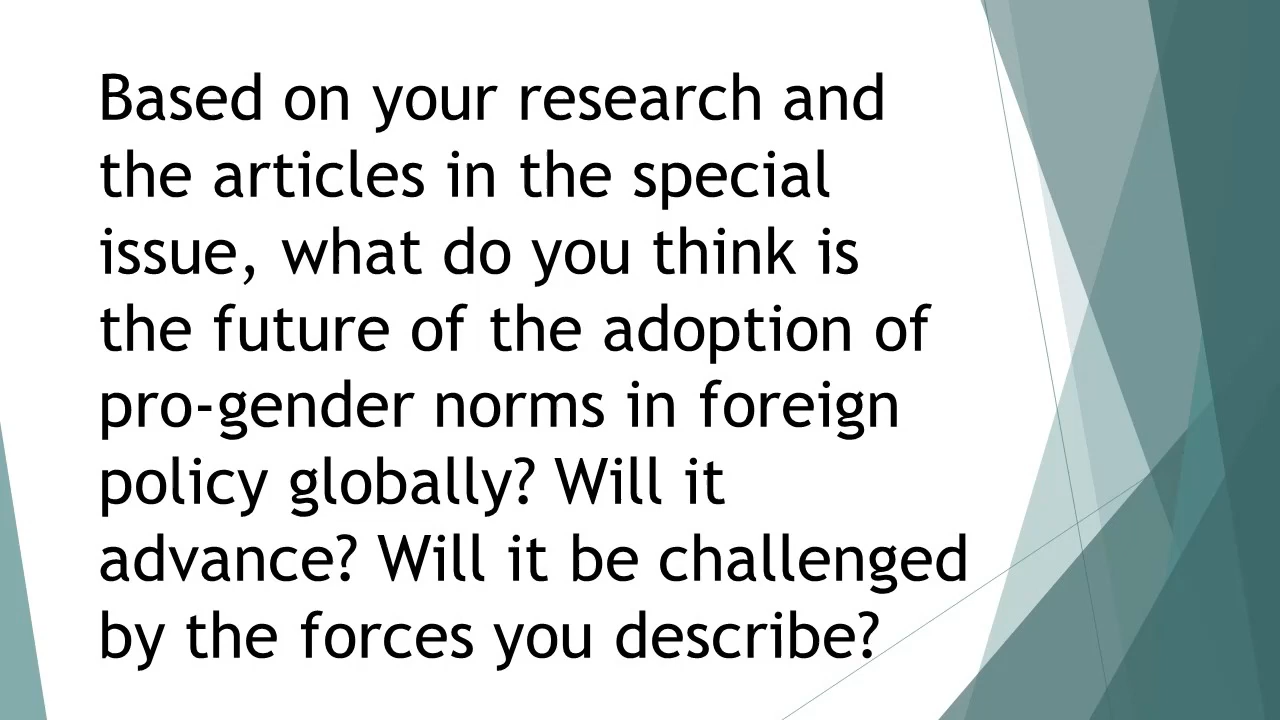 Based on your research and
the articles in the special
issue, what do you think is
the future of the adoption of
pro-gender norms in foreign
policy globally? Will it
advance? Will it be challenged
by the forces you describe?